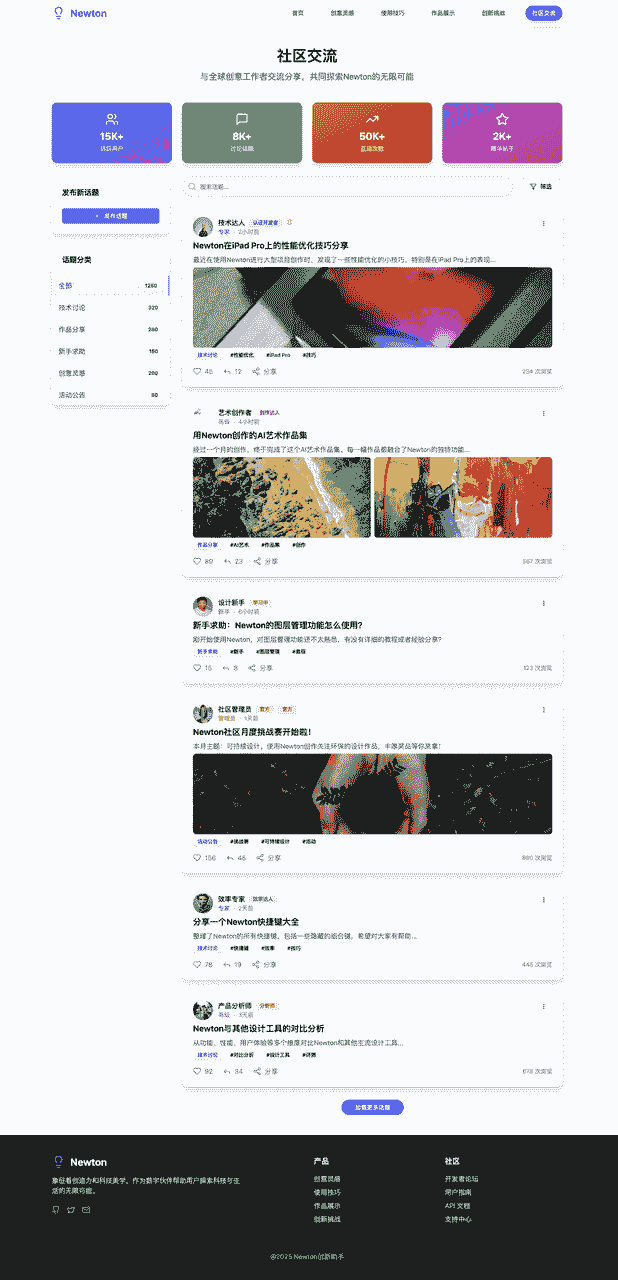 Newton
首页
创意灵感
使用技巧
作品展示
创新挑战
社区交流
社区交流
与全球创意工作者交流分享，共同探索Newton的无限可能
15K+
活跃用户
8K+
讨论话题
50K+
互动次数
2K+
精华帖子
发布新话题
+ 发布话题
话题分类
全部 1250
技术讨论 320
作品分享 280
新手求助 150
创意灵感 200
活动公告 80
搜索话题...
筛选
技术达人 认证开发者
专家 · 2小时前
Newton在iPad Pro上的性能优化技巧分享
最近在使用Newton进行大型项目创作时，发现了一些性能优化的小技巧，特别是在iPad Pro上的表现...
技术讨论 #性能优化 #iPad Pro #技巧
45 12 分享
234 次浏览
艺术创作者 创作达人
高级 · 4小时前
用Newton创作的AI艺术作品集
经过一个月的创作，终于完成了这个AI艺术作品集，每一幅作品都融合了Newton的独特功能...
作品分享 #AI艺术 #作品集 #创作
89 23 分享
567 次浏览
设计新手 学习中
新手 · 6小时前
新手求助：Newton的图层管理功能怎么使用？
刚开始使用Newton，对图层管理功能还不太熟悉，有没有详细的教程或者经验分享？
新手求助 #新手 #图层管理 #教程
15 8 分享
123 次浏览
社区管理员 官方 官方
管理员 · 1天前
Newton社区月度挑战赛开始啦！
本月主题：可持续设计。使用Newton创作关注环保的设计作品，丰厚奖品等你来拿！
活动公告 #挑战赛 #可持续设计 #活动
156 45 分享
890 次浏览
效率专家 效率达人
专家 · 2天前
分享一个Newton快捷键大全
整理了Newton的所有快捷键，包括一些隐藏的组合键，希望对大家有帮助...
技术讨论 #快捷键 #效率 #技巧
78 19 分享
445 次浏览
产品分析师 分析师
高级 · 3天前
Newton与其他设计工具的对比分析
从功能、性能、用户体验等多个维度对比Newton和其他主流设计工具...
技术讨论 #对比分析 #设计工具 #评测
92 34 分享
678 次浏览
加载更多话题
Newton
象征着创造力和科技美学，作为数字伙伴帮助用户探索科技与生
活的无限可能。
产品
创意灵感
使用技巧
作品展示
创新挑战
社区
开发者论坛
用户指南
API 文档
支持中心
©2025 Newton创新助手